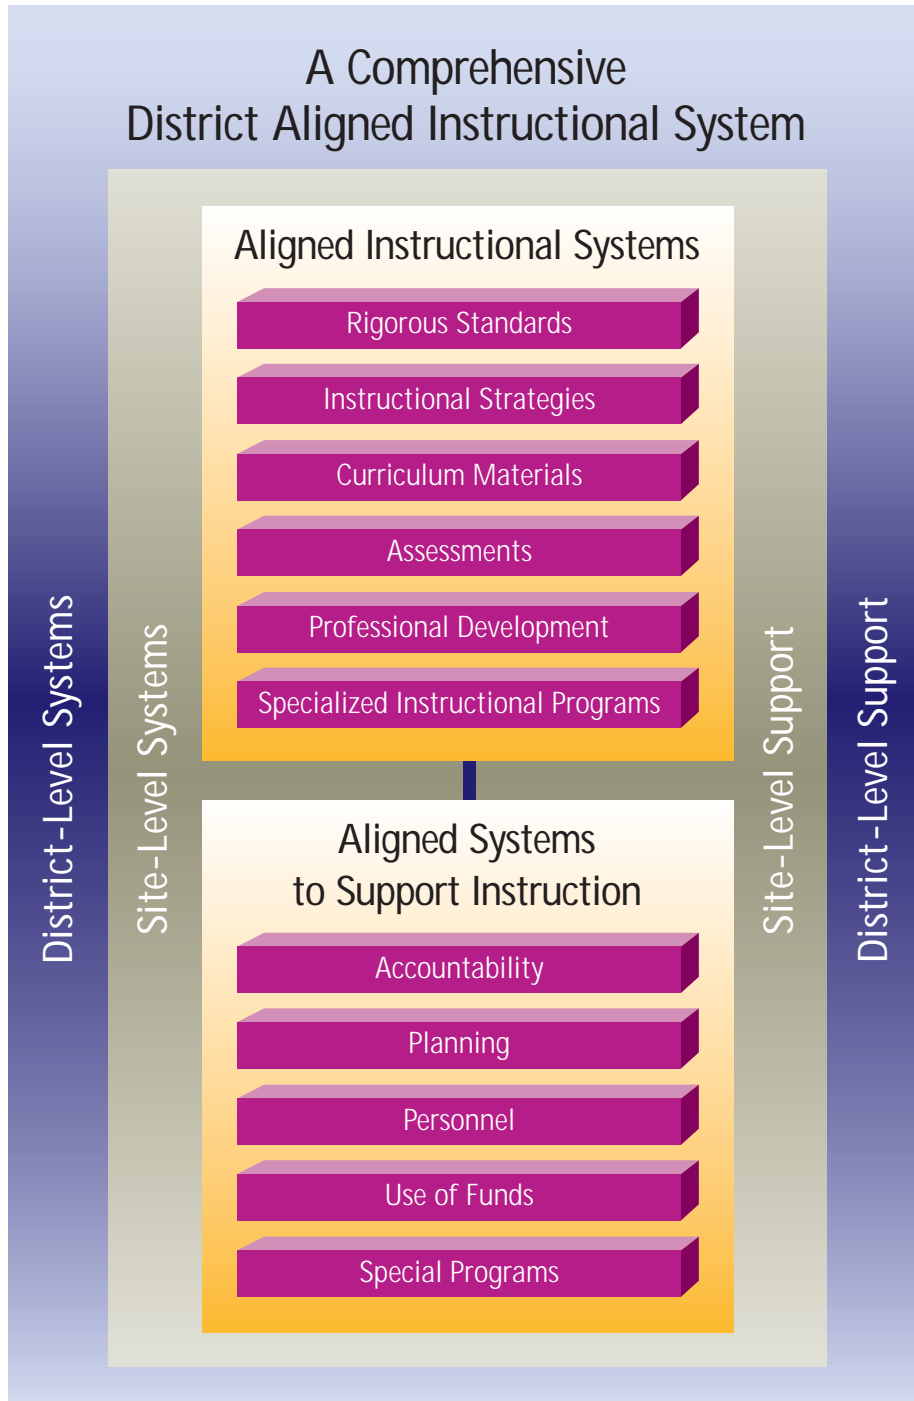 A Comprehensive
District Aligned Instructional System
Aligned Instructional Systems
Rigorous Standards
Instructional Strategies
Curriculum Materials
Assessments
Professional Development
Specialized Instructional Programs
Aligned Systems
to Support Instruction
Accountability
Planning
Personnel
Use of Funds
Special Programs
District-Level Systems
Site-Level Systems
Site-Level Support
District-Level Support